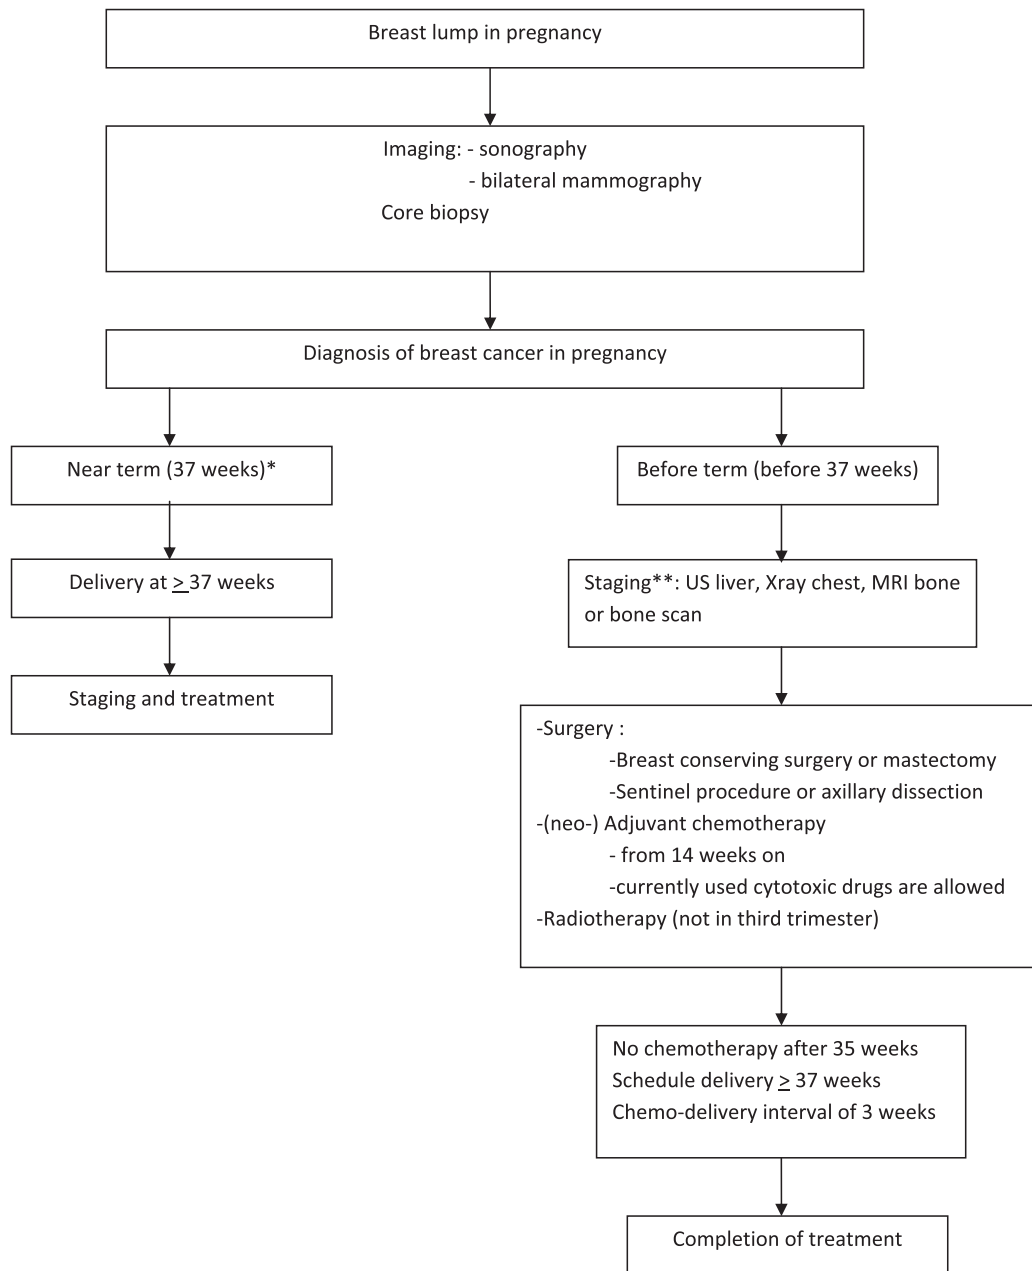 Breast lump in pregnancy
Imaging: - sonography
- bilateral mammography
Core biopsy
Diagnosis of breast cancer in pregnancy
Near term (37 weeks)*
Delivery at ≥ 37 weeks
Staging and treatment
Before term (before 37 weeks)
Staging**: US liver, Xray chest, MRI bone
or bone scan
-Surgery :
-Breast conserving surgery or mastectomy
-Sentinel procedure or axillary dissection
-(neo-) Adjuvant chemotherapy
- from 14 weeks on
-currently used cytotoxic drugs are allowed
-Radiotherapy (not in third trimester)
No chemotherapy after 35 weeks
Schedule delivery ≥ 37 weeks
Chemo-delivery interval of 3 weeks
Completion of treatment